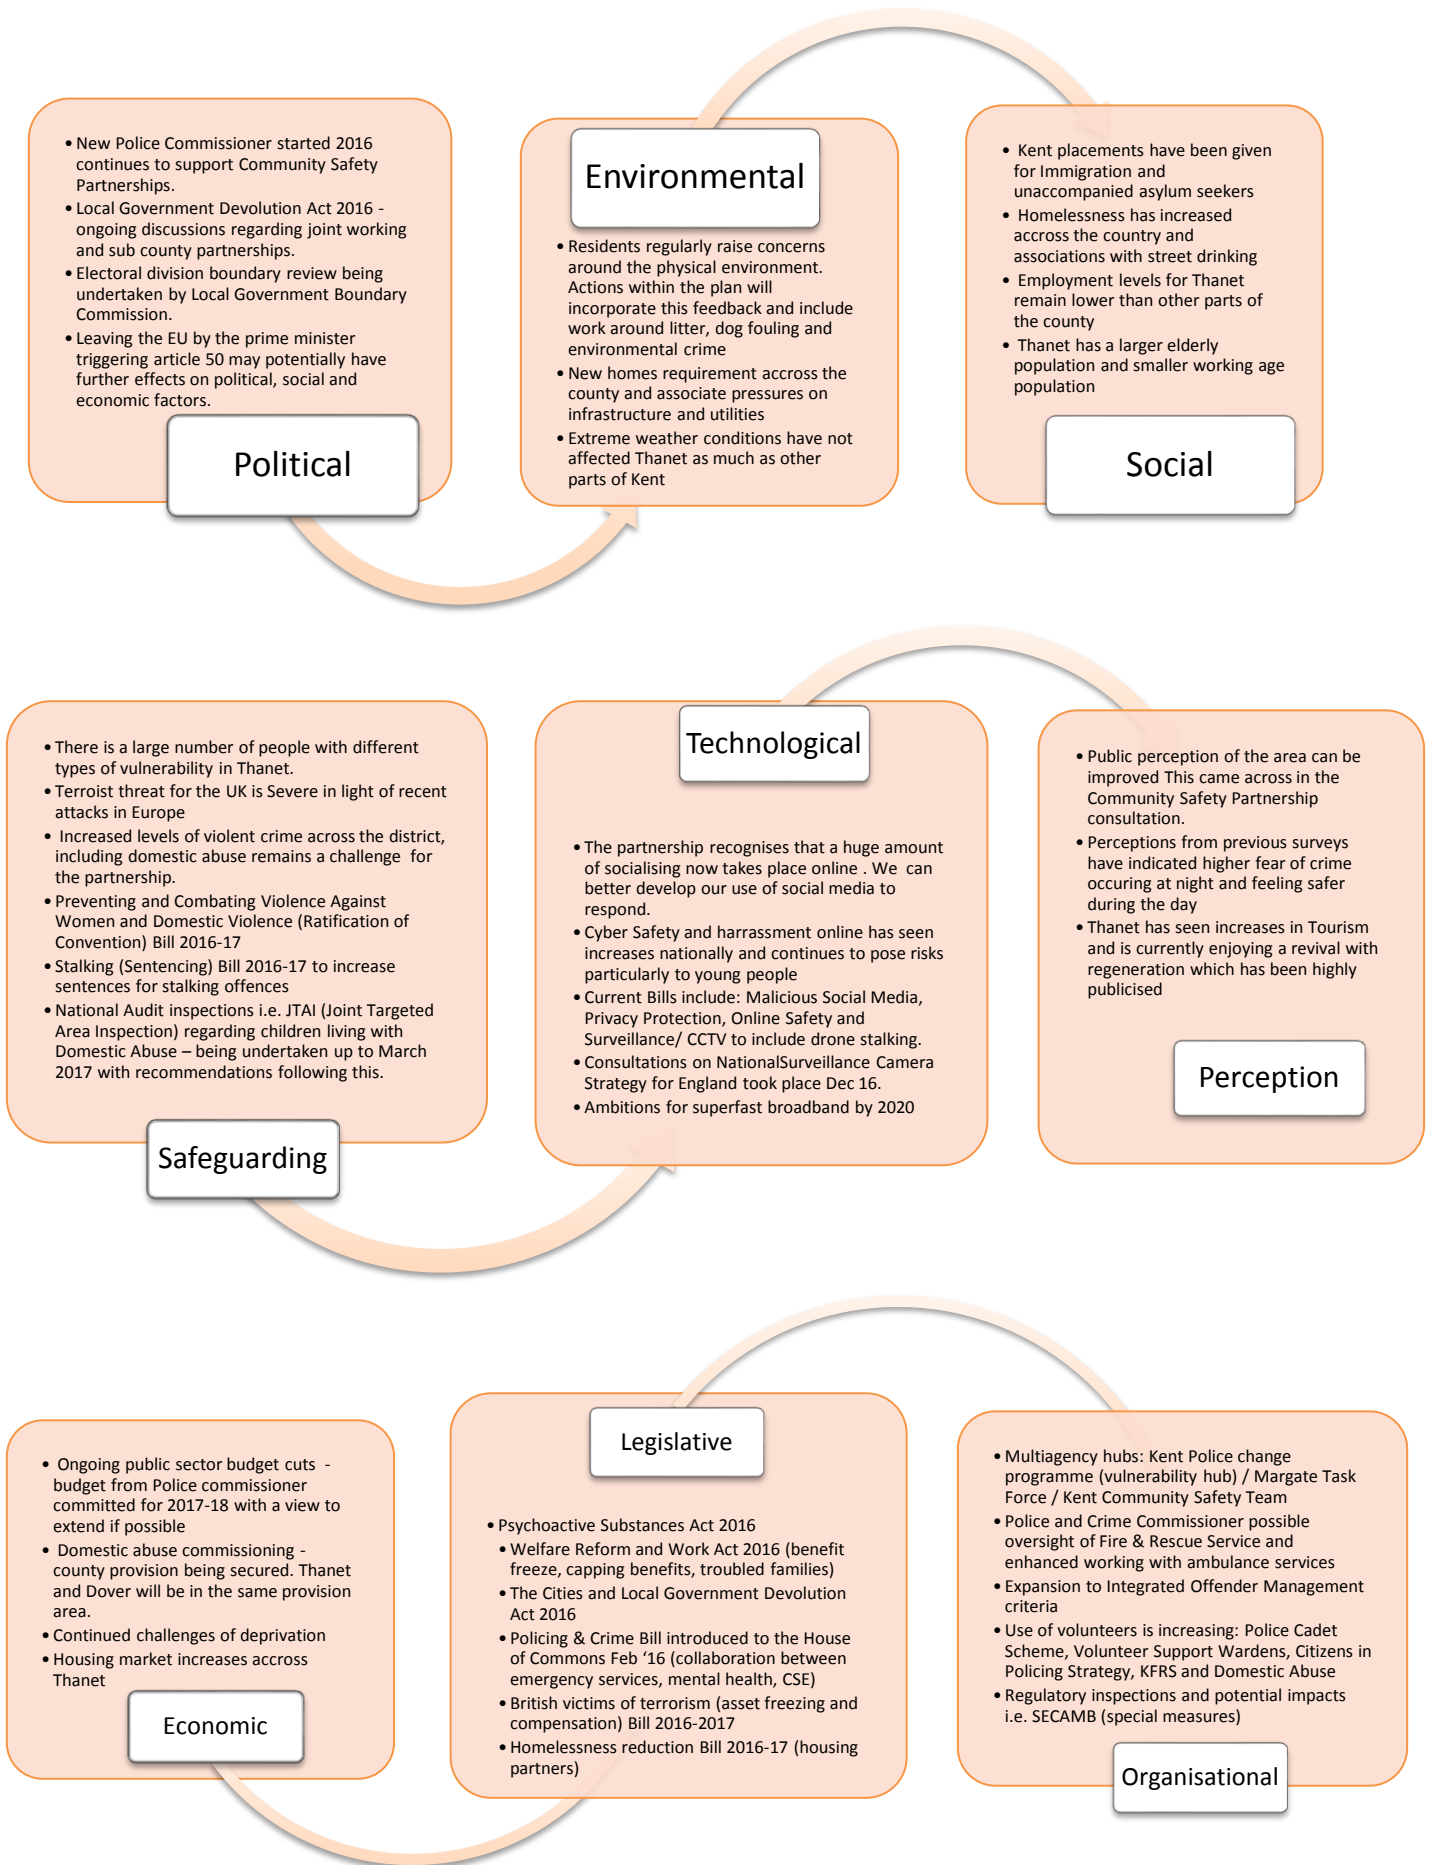 • New Police Commissioner started 2016
continues to support Community Safety
Partnerships.
• Local Government Devolution Act 2016 -
ongoing discussions regarding joint working
and sub county partnerships.
• Electoral division boundary review being
undertaken by Local Government Boundary
Commission.
• Leaving the EU by the prime minister
triggering article 50 may potentially have
further effects on political, social and
economic factors.
Political
Environmental
• Residents regularly raise concerns
around the physical environment.
Actions within the plan will
incorporate this feedback and include
work around litter, dog fouling and
environmental crime
• New homes requirement accross the
county and associate pressures on
infrastructure and utilities
• Extreme weather conditions have not
affected Thanet as much as other
parts of Kent
• Kent placements have been given
for Immigration and
unaccompanied asylum seekers
• Homelessness has increased
accross the country and
associations with street drinking
• Employment levels for Thanet
remain lower than other parts of
the county
• Thanet has a larger elderly
population and smaller working age
population
Social
• There is a large number of people with different
types of vulnerability in Thanet.
• Terroist threat for the UK is Severe in light of recent
attacks in Europe
• Increased levels of violent crime across the district,
including domestic abuse remains a challenge for
the partnership.
• Preventing and Combating Violence Against
Women and Domestic Violence (Ratification of
Convention) Bill 2016-17
• Stalking (Sentencing) Bill 2016-17 to increase
sentences for stalking offences
• National Audit inspections i.e. JTAI (Joint Targeted
Area Inspection) regarding children living with
Domestic Abuse – being undertaken up to March
2017 with recommendations following this.
Safeguarding
Technological
• The partnership recognises that a huge amount
of socialising now takes place online . We can
better develop our use of social media to
respond.
• Cyber Safety and harrassment online has seen
increases nationally and continues to pose risks
particularly to young people
• Current Bills include: Malicious Social Media,
Privacy Protection, Online Safety and
Surveillance/ CCTV to include drone stalking.
• Consultations on NationalSurveillance Camera
Strategy for England took place Dec 16.
• Ambitions for superfast broadband by 2020
• Public perception of the area can be
improved This came across in the
Community Safety Partnership
consultation.
• Perceptions from previous surveys
have indicated higher fear of crime
occuring at night and feeling safer
during the day
• Thanet has seen increases in Tourism
and is currently enjoying a revival with
regeneration which has been highly
publicised
Perception
• Ongoing public sector budget cuts -
budget from Police commissioner
committed for 2017-18 with a view to
extend if possible
• Domestic abuse commissioning -
county provision being secured. Thanet
and Dover will be in the same provision
area.
• Continued challenges of deprivation
• Housing market increases accross
Thanet
Economic
Legislative
• Psychoactive Substances Act 2016
• Welfare Reform and Work Act 2016 (benefit
freeze, capping benefits, troubled families)
• The Cities and Local Government Devolution
Act 2016
• Policing & Crime Bill introduced to the House
of Commons Feb ‘16 (collaboration between
emergency services, mental health, CSE)
• British victims of terrorism (asset freezing and
compensation) Bill 2016-2017
• Homelessness reduction Bill 2016-17 (housing
partners)
• Multiagency hubs: Kent Police change
programme (vulnerability hub) / Margate Task
Force / Kent Community Safety Team
• Police and Crime Commissioner possible
oversight of Fire & Rescue Service and
enhanced working with ambulance services
• Expansion to Integrated Offender Management
criteria
• Use of volunteers is increasing: Police Cadet
Scheme, Volunteer Support Wardens, Citizens in
Policing Strategy, KFRS and Domestic Abuse
• Regulatory inspections and potential impacts
i.e. SECAMB (special measures)
Organisational